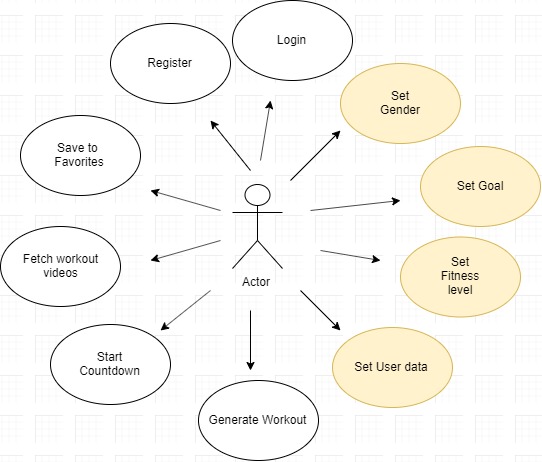 Login
Register
Set
Gender
Save to
Favorites
Set Goal
Fetch workout
videos
Set
Fitness
level
Actor
Start
Countdown
Set User data
Generate Workout